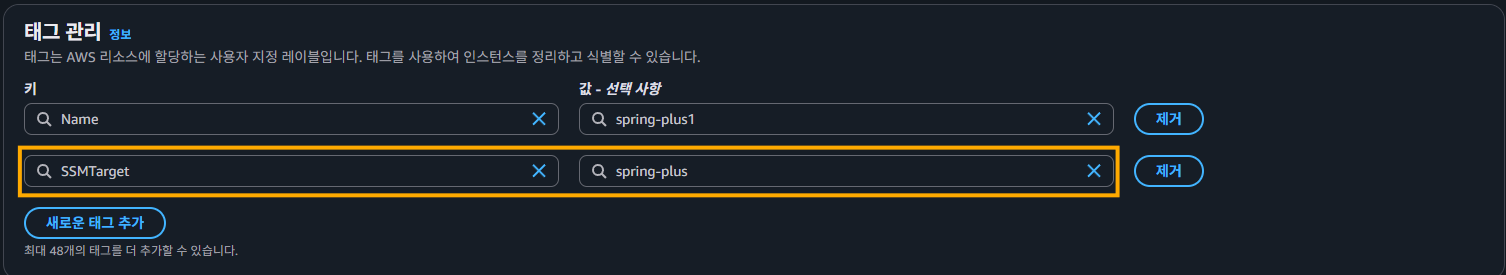 태그 관리 정보
태그는 AWS 리소스에 할당하는 사용자 지정 레이블입니다. 태그를 사용하여 인스턴스를 정리하고 식별할 수 있습니다.
키 값 - 선택 사항
Name spring-plus1 제거
SSMTarget spring-plus 제거
새로운 태그 추가
최대 48개의 태그를 더 추가할 수 있습니다.